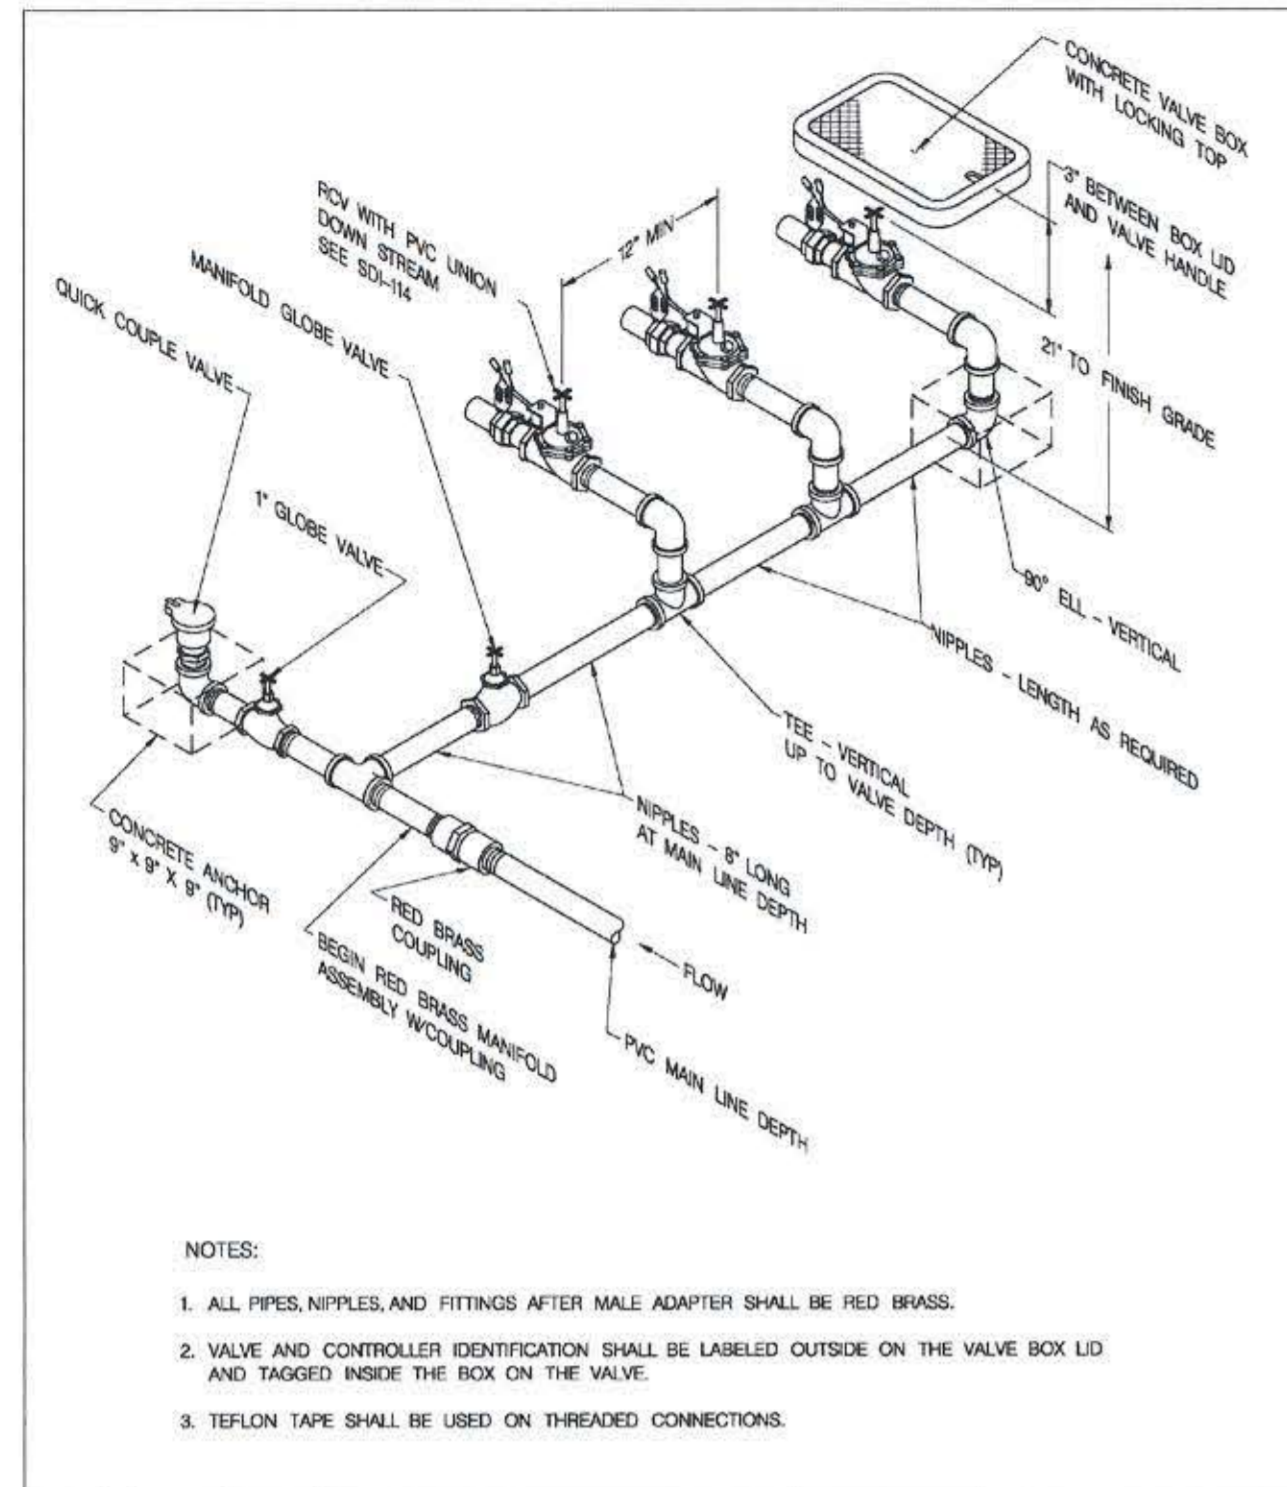 CONCRETE VALVE BOX
WITH LOCKING TOP
3" BETWEEN BOX LID
AND VALVE HANDLE
21" TO FINISH GRADE
12" MIN
RCV WITH PVC UNION
DOWN STREAM
SEE SDI-114
MANIFOLD GLOBE VALVE
QUICK COUPLE VALVE
1" GLOBE VALVE
90° ELL - VERTICAL
NIPPLES - LENGTH AS REQUIRED
TEE - VERTICAL
UP TO VALVE DEPTH (TYP)
NIPPLES - 8" LONG
AT MAIN LINE DEPTH
CONCRETE ANCHOR
9" X 9" X 9" (TYP)
RED BRASS
COUPLING
BEGIN RED BRASS MANIFOLD
ASSEMBLY W/COUPLING
FLOW
PVC MAIN LINE DEPTH
NOTES:
1. ALL PIPES, NIPPLES, AND FITTINGS AFTER MALE ADAPTER SHALL BE RED BRASS.
2. VALVE AND CONTROLLER IDENTIFICATION SHALL BE LABELED OUTSIDE ON THE VALVE BOX LID
AND TAGGED INSIDE THE BOX ON THE VALVE.
3. TEFLON TAPE SHALL BE USED ON THREADED CONNECTIONS.